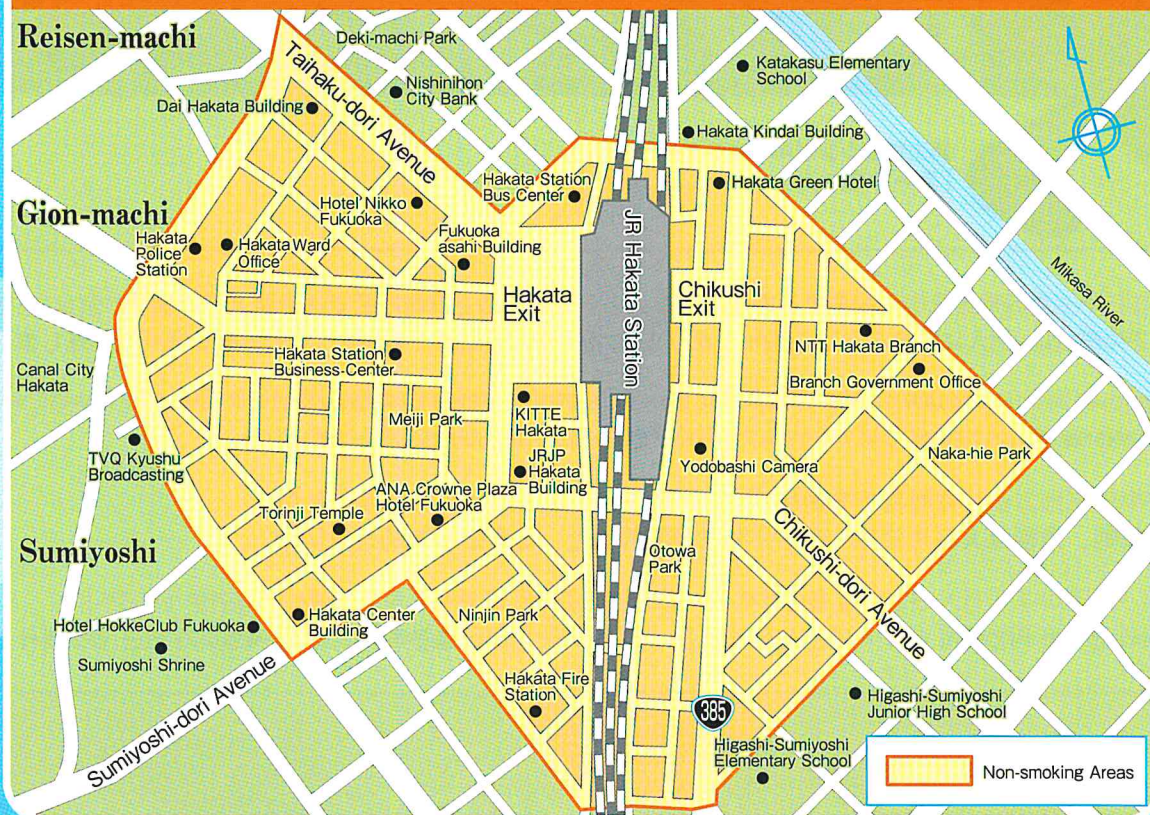 Reisen-machi
Deki-machi Park
Taihaku-dori Avenue
Nishinihon
City Bank
Dai Hakata Building
Katakasu Elementary
School
Hakata Kindai Building
Hakata Station
Bus Center
Hakata Green Hotel
Hotel Nikko
Fukuoka
Gion-machi
Hakata
Police
Station
Hakata Ward
Office
Fukuoka
asahi Building
JR Hakata Station
Hakata
Exit
Chikushi
Exit
Mikasa River
NTT Hakata Branch
Branch Government Office
Canal City
Hakata
Hakata Station
Business-Center
Meiji Park
KITTE
Hakata
JRJP
Hakata
Building
Yodobashi Camera
Naka-hie Park
TVQ Kyushu
Broadcasting
ANA Crowne Plaza
Hotel Fukuoka
Torinji Temple
Chikushi-dori Avenue
Sumiyoshi
Otowa
Park
Ninjin Park
Hakata Center
Building
Hotel HokkeClub Fukuoka
Sumiyoshi Shrine
Sumiyoshi-dori Avenue
Hakata Fire
Station
385
Higashi-Sumiyoshi
Junior High School
Higashi-Sumiyoshi
Elementary School
Non-smoking Areas